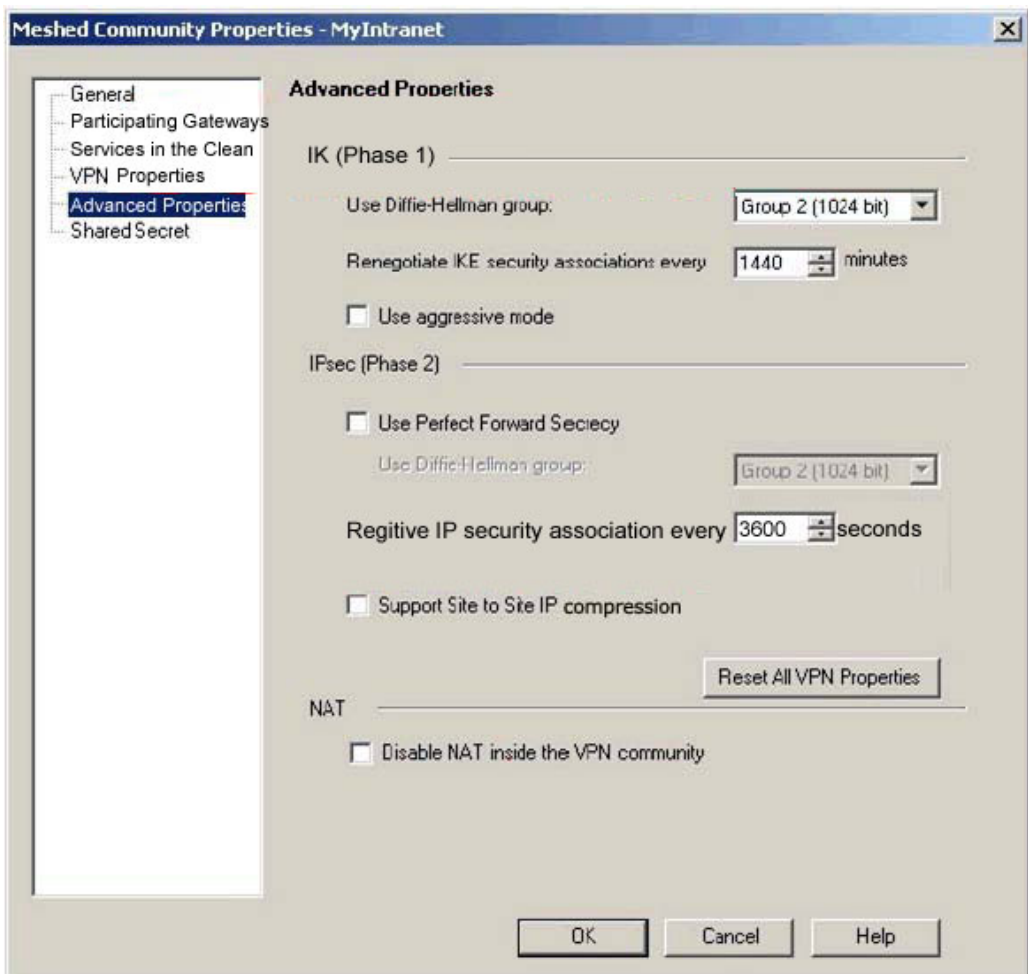 Meshed Community Properties - MyIntranet
General
Participating Gateways
Services in the Clean
VPN Properties
Advanced Properties
Shared Secret
Advanced Properties
IK (Phase 1)
Use Diffie-Hellman group:
Group 2 (1024 bit)
Renegotiate IKE security associations every 1440 minutes
Use aggressive mode
IPsec (Phase 2)
Use Perfect Forward Secrecy
Use Diffie-Hellman group:
Group 2 (1024 bit)
Regitive IP security association every 3600 seconds
Support Site to Site IP compression
Reset All VPN Properties
NAT
Disable NAT inside the VPN community
OK
Cancel
Help